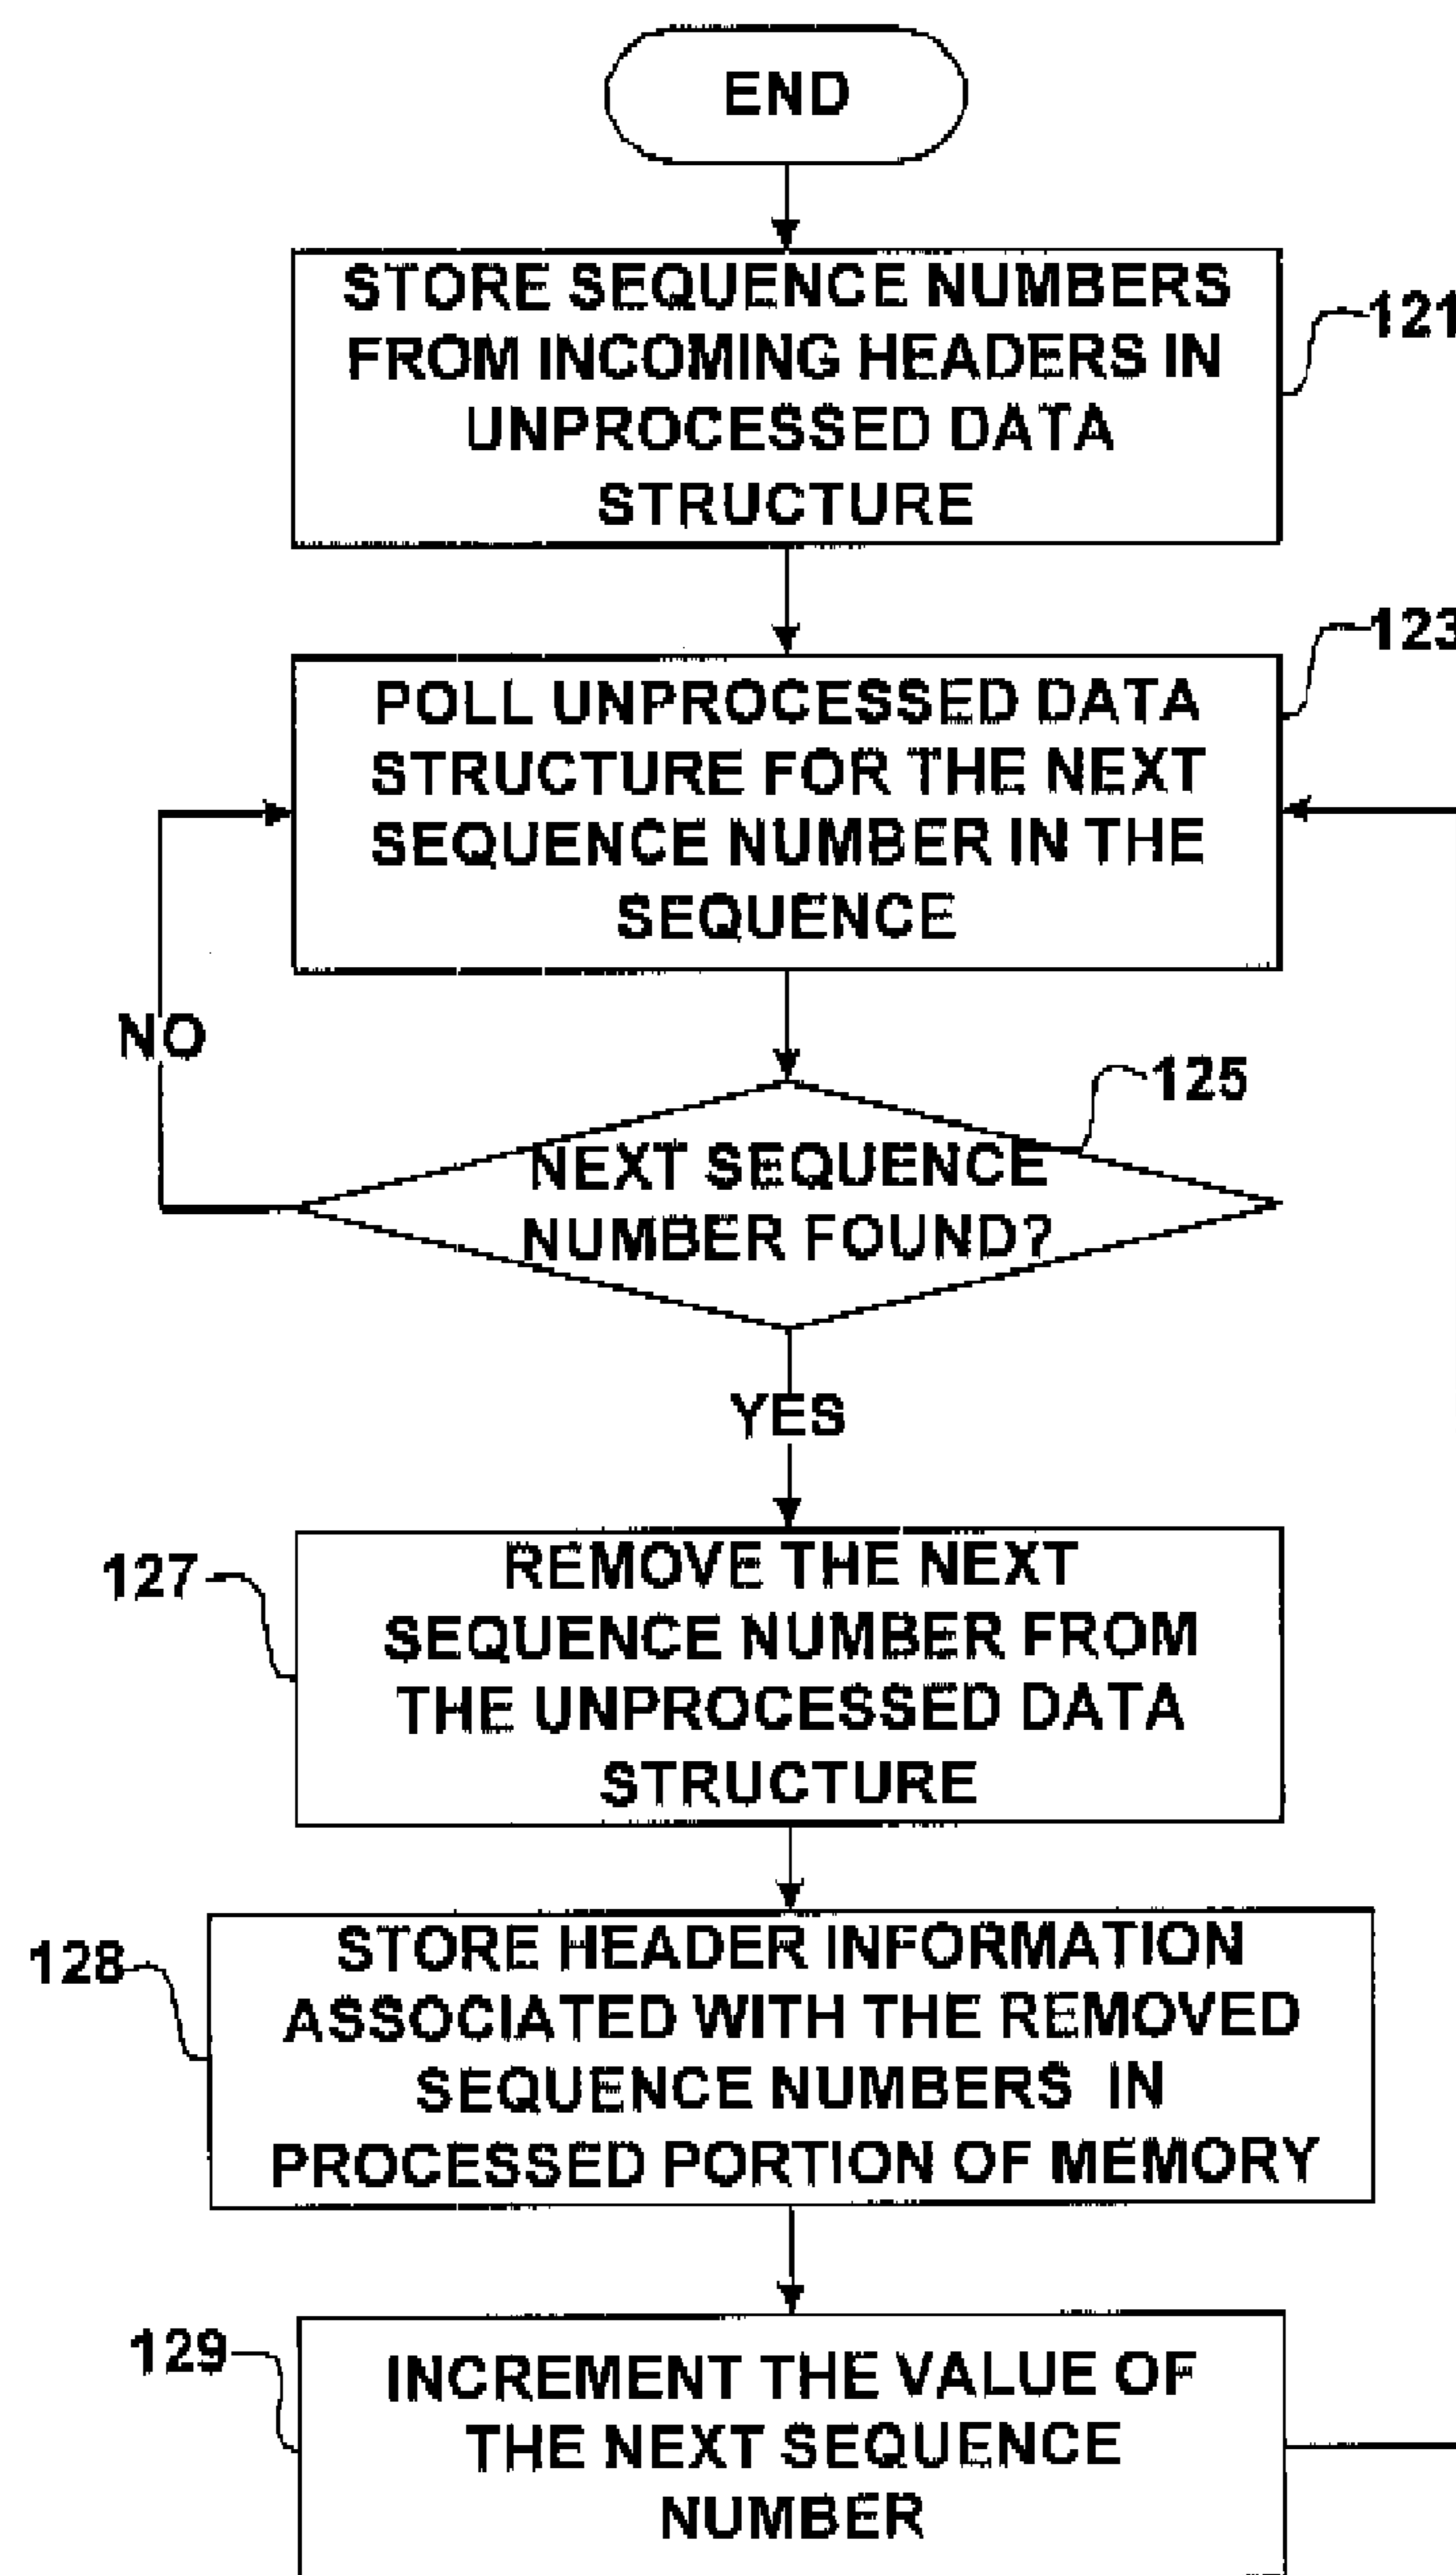 END
STORE SEQUENCE NUMBERS
FROM INCOMING HEADERS IN
UNPROCESSED DATA
STRUCTURE
121
POLL UNPROCESSED DATA
STRUCTURE FOR THE NEXT
SEQUENCE NUMBER IN THE
SEQUENCE
123
NO
125
NEXT SEQUENCE
NUMBER FOUND?
YES
127
REMOVE THE NEXT
SEQUENCE NUMBER FROM
THE UNPROCESSED DATA
STRUCTURE
128
STORE HEADER INFORMATION
ASSOCIATED WITH THE REMOVED
SEQUENCE NUMBERS IN
PROCESSED PORTION OF MEMORY
129
INCREMENT THE VALUE OF
THE NEXT SEQUENCE
NUMBER